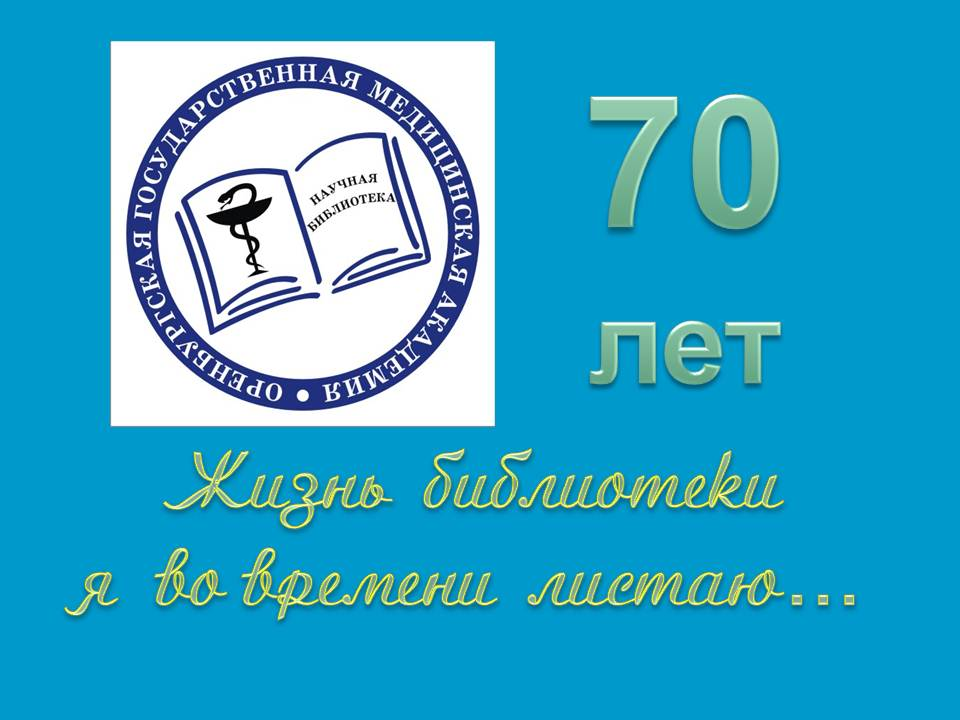 ОРЕНБУРГСКАЯ ГОСУДАРСТВЕННАЯ МЕДИЦИНСКАЯ АКАДЕМИЯ •
НАУЧНАЯ
БИБЛИОТЕКА
70
лет
Жизнь библиотеки
я во времени листаю...